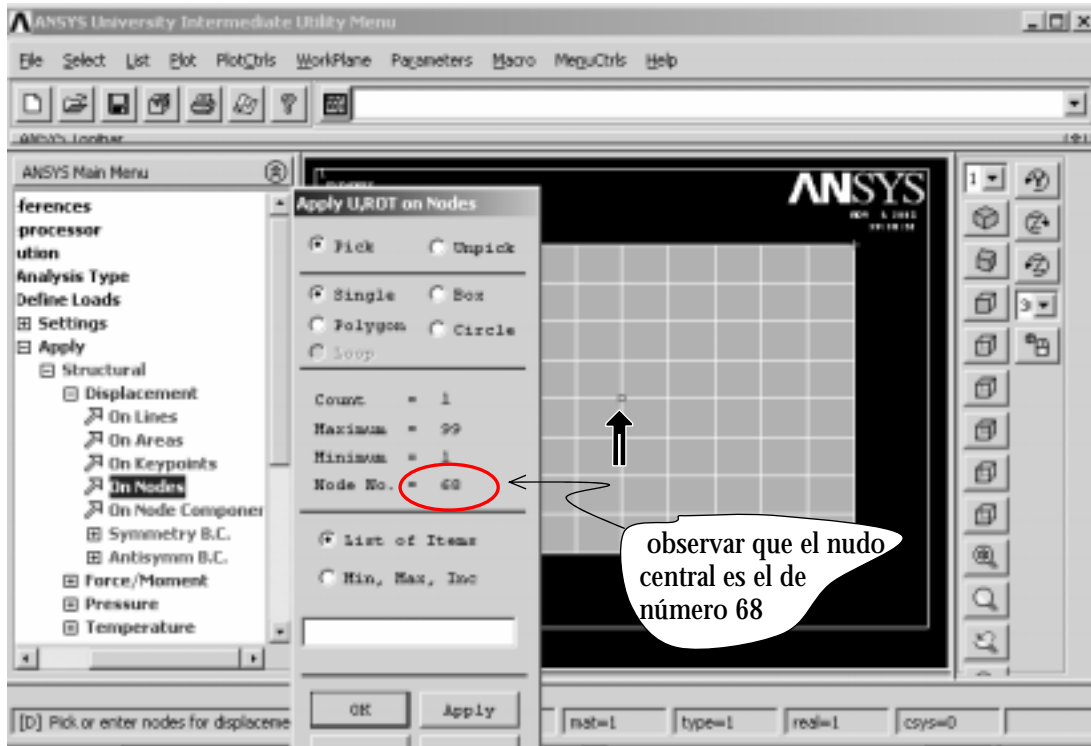 ANSYS University Intermediate Utility Menu
File Select List Plot PlotCtrls WorkPlane Parameters Macro MenuCtrls Help
ANSYS Toolbar
ANSYS Main Menu
ferences
processor
ution
Analysis Type
Define Loads
Settings
Apply
Structural
Displacement
On Lines
On Areas
On Keypoints
On Nodes
On Node Componer
Symmetry B.C.
Antisymm B.C.
Force/Moment
Pressure
Temperature
Apply U,ROT on Nodes
Pick Unpick
Single Box
Polygon Circle
Loop
Count = 1
Maximum = 99
Minimum = 1
Node No. = 68
List of Items
Min, Max, Inc
OK Apply
1
ANSYS
observar que el nudo
central es el de
número 68
1
3
[D] Pick or enter nodes for displaceme
mat=1 type=1 real=1 csys=0